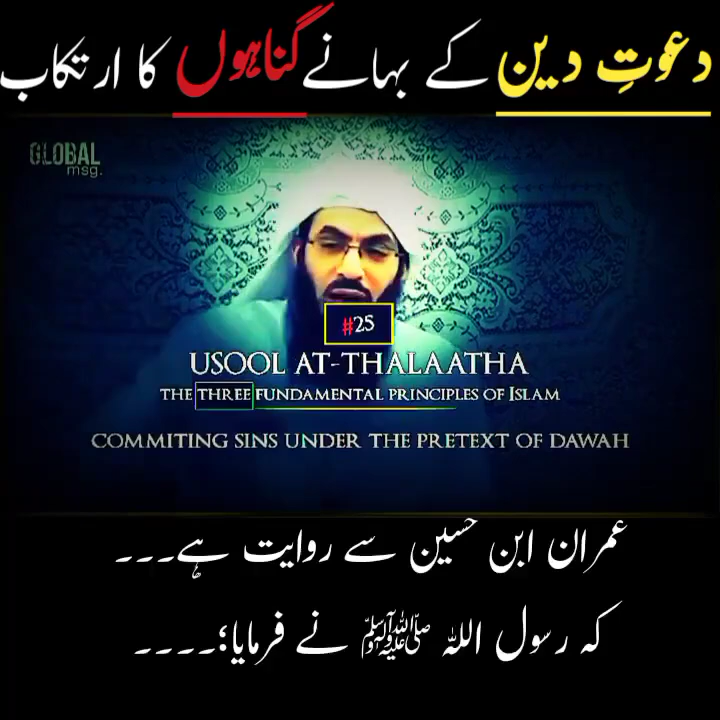 دعوتِ دین کے بہانے گناہوں کا ارتکاب
GLOBAL
msg.
#25
USOOL AT-THALAATHA
THE THREE FUNDAMENTAL PRINCIPLES OF ISLAM
COMMITING SINS UNDER THE PRETEXT OF DAWAH
عمران ابن حسین سے روایت ہے۔۔۔
کہ رسول اللہ ﷺ نے فرمایا؛۔۔۔۔